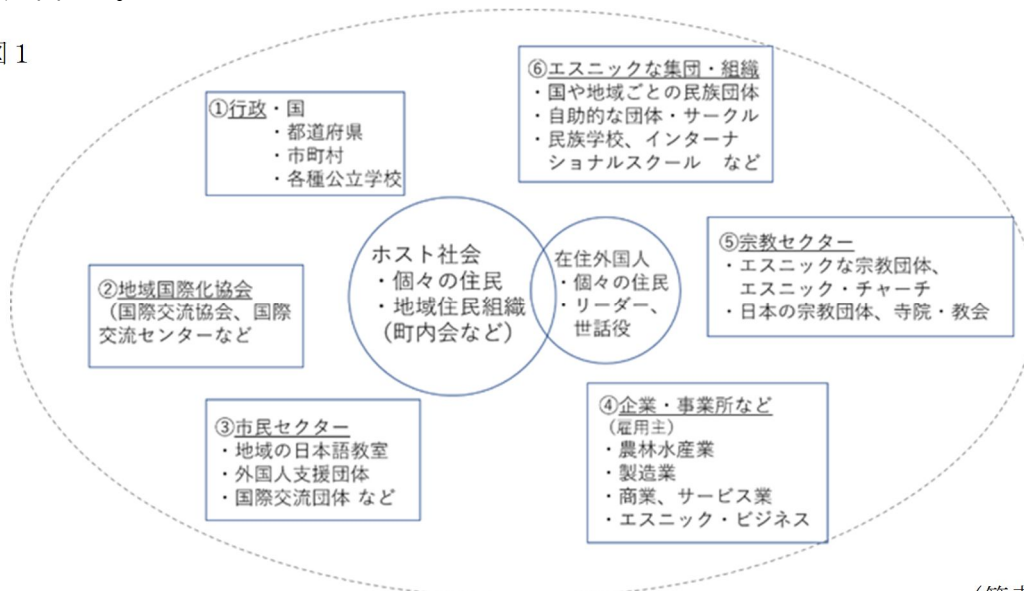 図1
①行政・国
・都道府県
・市町村
・各種公立学校
⑥エスニックな集団・組織
・国や地域ごとの民族団体
・自助的な団体・サークル
・民族学校、インターナ
ショナルスクール など
ホスト社会
・個々の住民
・地域住民組織
(町内会など)
在住外国人
・個々の住民
・リーダー、
世話役
②地域国際化協会
(国際交流協会、国際
交流センターなど
⑤宗教セクター
・エスニックな宗教団体、
エスニック・チャーチ
・日本の宗教団体、寺院・教会
③市民セクター
・地域の日本語教室
・外国人支援団体
・国際交流団体 など
④企業・事業所など
(雇用主)
・農林水産業
・製造業
・商業、サービス業
・エスニック・ビジネス